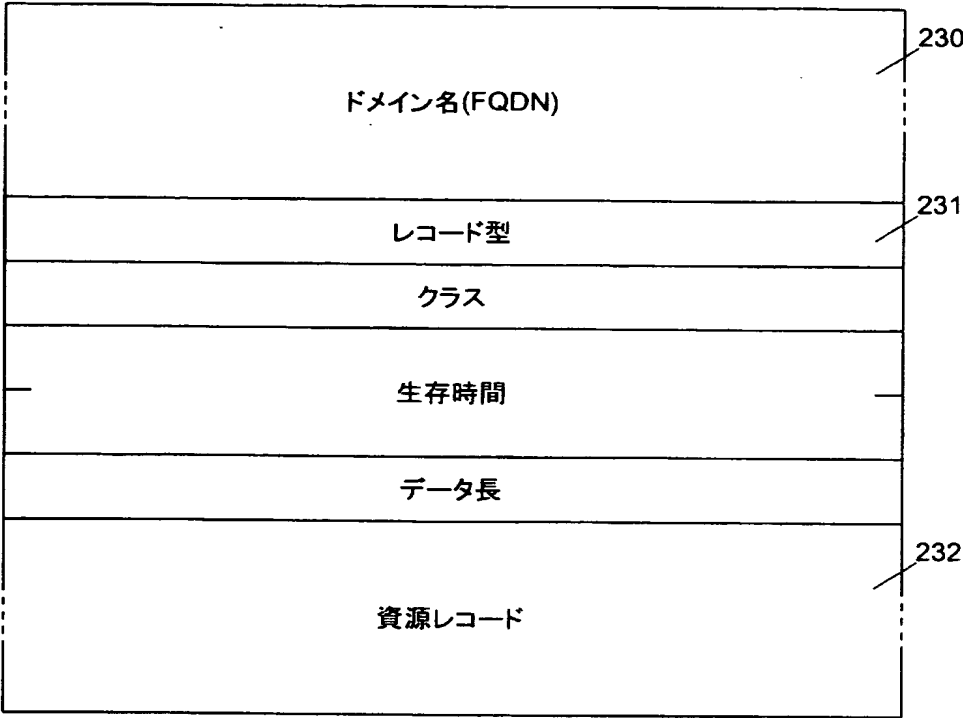 230
ドメイン名(FQDN)
231
レコード型
クラス
生存時間
データ長
232
資源レコード